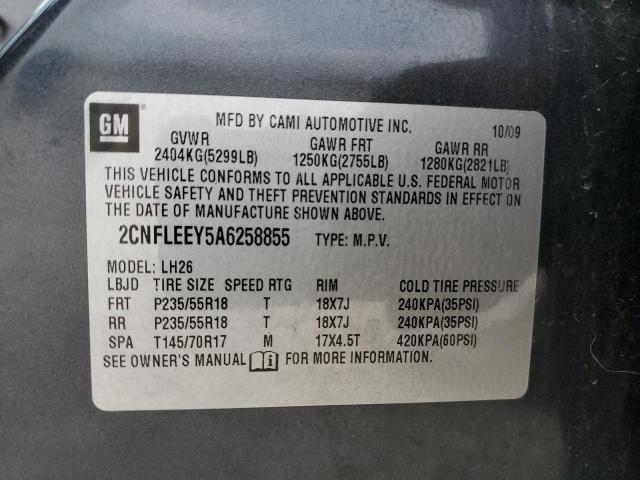 GM
MFD BY CAMI AUTOMOTIVE INC. 10/09
GVWR GAWR FRT GAWR RR
2404KG(5299LB) 1250KG(2755LB) 1280KG(2821LB)
THIS VEHICLE CONFORMS TO ALL APPLICABLE U.S. FEDERAL MOTOR
VEHICLE SAFETY AND THEFT PREVENTION STANDARDS IN EFFECT ON
THE DATE OF MANUFACTURE SHOWN ABOVE.
2CNFLEEY5A6258855 TYPE: M.P.V.
MODEL: LH26
LBJD TIRE SIZE SPEED RTG RIM COLD TIRE PRESSURE
FRT P235/55R18 T 18X7J 240KPA(35PSI)
RR P235/55R18 T 18X7J 240KPA(35PSI)
SPA T145/70R17 M 17X4.5T 420KPA(60PSI)
SEE OWNER'S MANUAL FOR MORE INFORMATION.